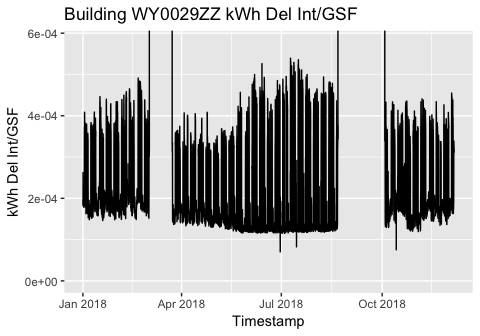 Building WY0029ZZ kWh Del Int/GSF
6e-04
4e-04
2e-04
0e+00
kWh Del Int/GSF
Jan 2018 Apr 2018 Jul 2018 Oct 2018
Timestamp